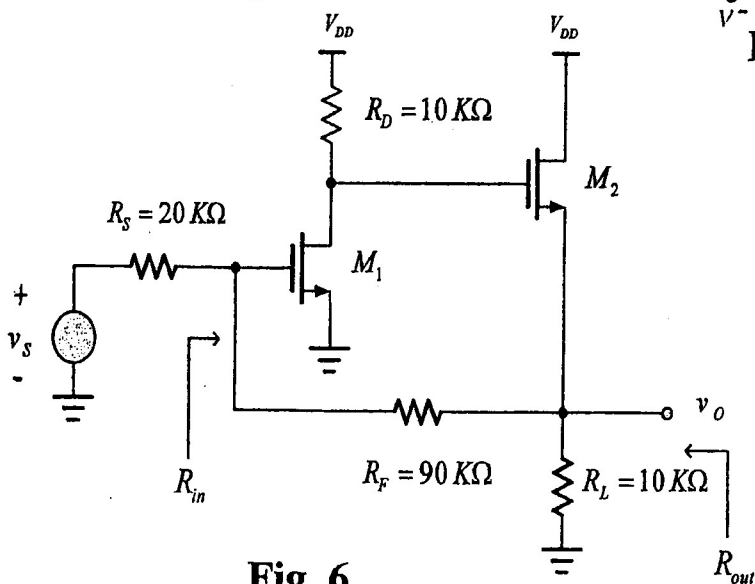 V⁻
V_DD
V_DD
R_D = 10 KΩ
M_2
R_S = 20 KΩ
M_1
+
v_S
-
v_O
R_in
R_F = 90 KΩ
R_L = 10 KΩ
R_out
Fig. 6